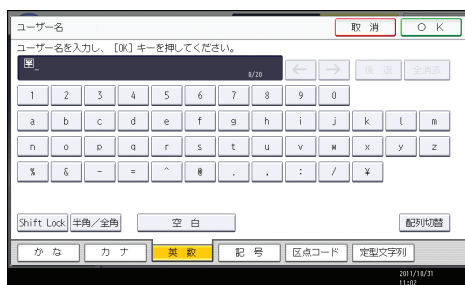 ユーザー名 取 消 O K
ユーザー名を入力し、[OK] キーを押してください。
半_ 0/20 ← → 後 退 全消去
1 2 3 4 5 6 7 8 9 0
a b c d e f g h i j k l m
n o p q r s t u v w x y z
% & - = ^ @ . , : / ¥
Shift Lock 半角／全角 空 白 配列切替
か な カ ナ 英 数 記 号 区点コード 定型文字列
2011/10/31
11:02